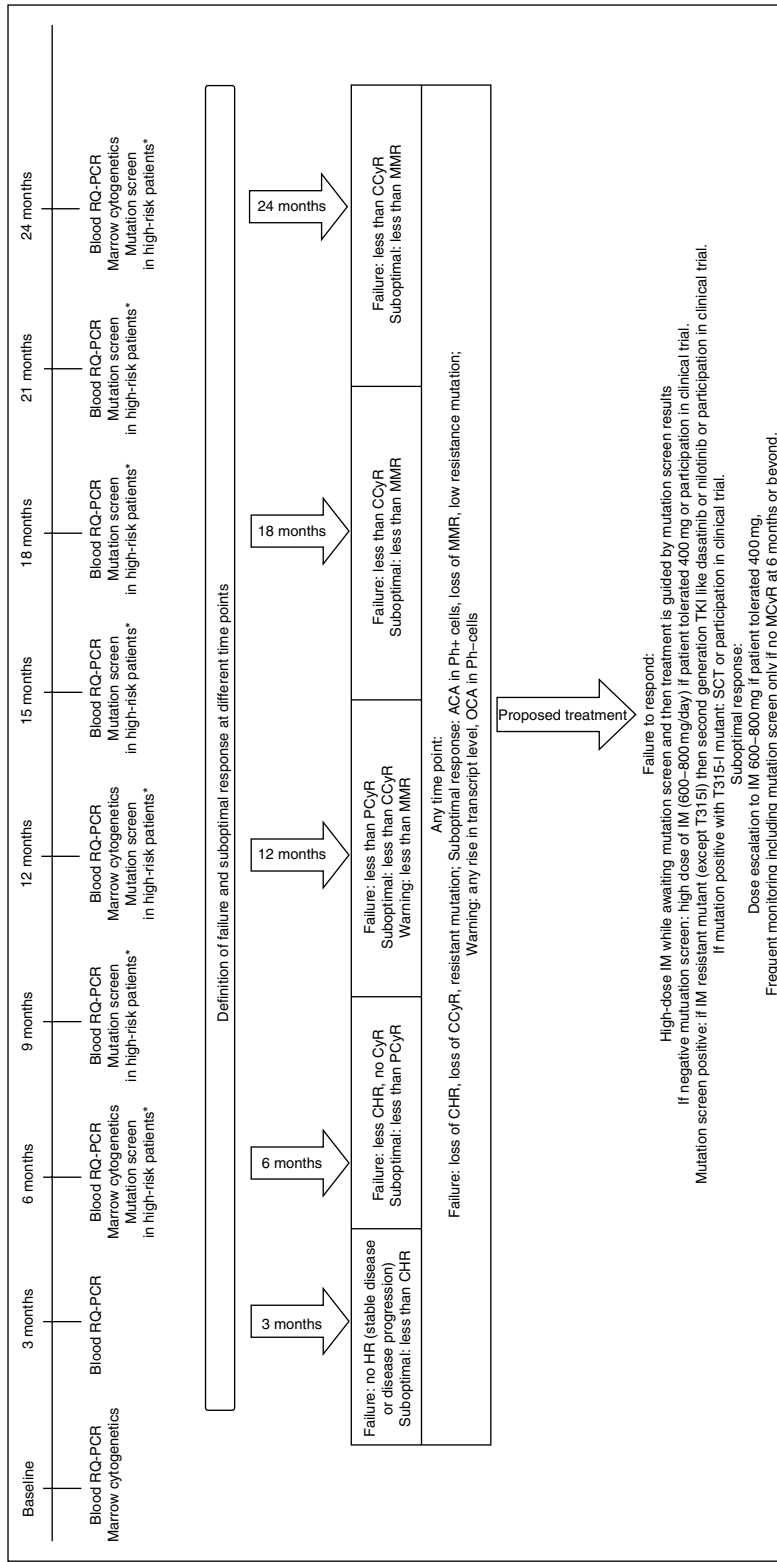 Baseline
3 months
6 months
9 months
12 months
15 months
18 months
21 months
24 months
Blood RQ-PCR
Marrow cytogenetics
Blood RQ-PCR
Blood RQ-PCR
Marrow cytogenetics
Mutation screen
in high-risk patients*
Blood RQ-PCR
Mutation screen
in high-risk patients*
Blood RQ-PCR
Marrow cytogenetics
Mutation screen
in high-risk patients*
Blood RQ-PCR
Mutation screen
in high-risk patients*
Blood RQ-PCR
Mutation screen
in high-risk patients*
Blood RQ-PCR
Mutation screen
in high-risk patients*
Blood RQ-PCR
Marrow cytogenetics
Mutation screen
in high-risk patients*
Definition of failure and suboptimal response at different time points
3 months
6 months
12 months
18 months
24 months
Failure: no HR (stable disease
or disease progression)
Suboptimal: less than CHR
Failure: less CHR, no CyR
Suboptimal: less than PCyR
Failure: less than PCyR
Suboptimal: less than CCyR
Warning: less than MMR
Failure: less than CCyR
Suboptimal: less than MMR
Failure: less than CCyR
Suboptimal: less than MMR
Any time point:
Failure: loss of CHR, loss of CCyR, resistant mutation; Suboptimal response: ACA in Ph+ cells, loss of MMR, low resistance mutation;
Warning: any rise in transcript level, OCA in Ph−cells
Proposed treatment
Failure to respond:
High-dose IM while awaiting mutation screen and then treatment is guided by mutation screen results
If negative mutuation screen: high dose of IM (600–800 mg/day) if patient tolerated 400 mg or participation in clinical trial.
Mutation screen positive: if IM resistant mutant (except T315I) then second generation TKI like dasatinib or nilotinib or participation in clinical trial.
If mutation positive with T315-I mutant: SCT or participation in clinical trial.
Suboptimal response:
Dose escalation to IM 600–800 mg if patient tolerated 400 mg,
Frequent monitoring including mutation screen only if no MCyR at 6 months or beyond.